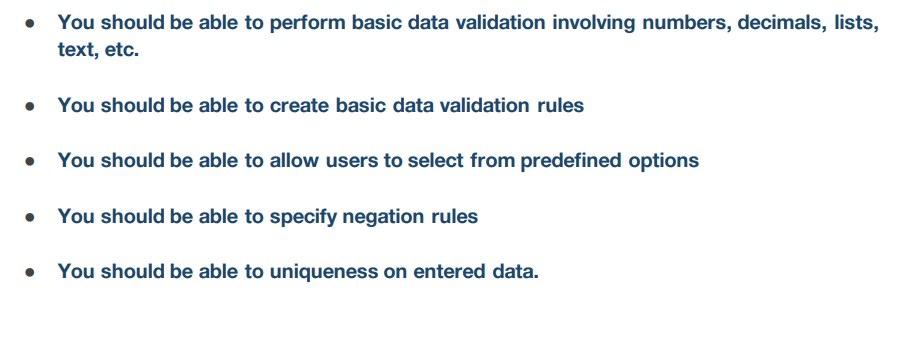 ● You should be able to perform basic data validation involving numbers, decimals, lists,
text, etc.
● You should be able to create basic data validation rules
● You should be able to allow users to select from predefined options
● You should be able to specify negation rules
● You should be able to uniqueness on entered data.